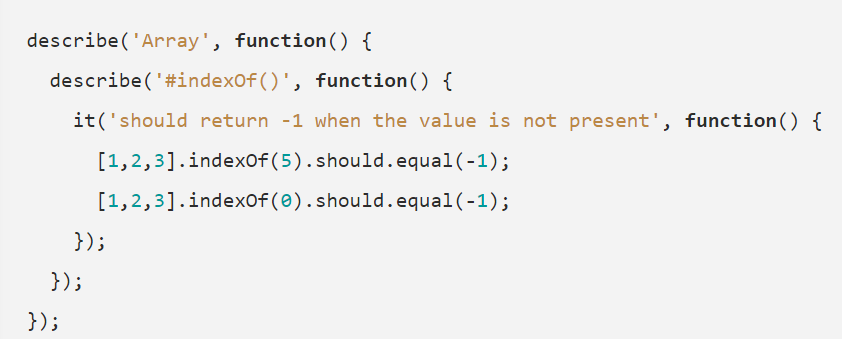 describe('Array', function() {
  describe('#indexOf()', function() {
    it('should return -1 when the value is not present', function() {
      [1,2,3].indexOf(5).should.equal(-1);
      [1,2,3].indexOf(0).should.equal(-1);
    });
  });
});